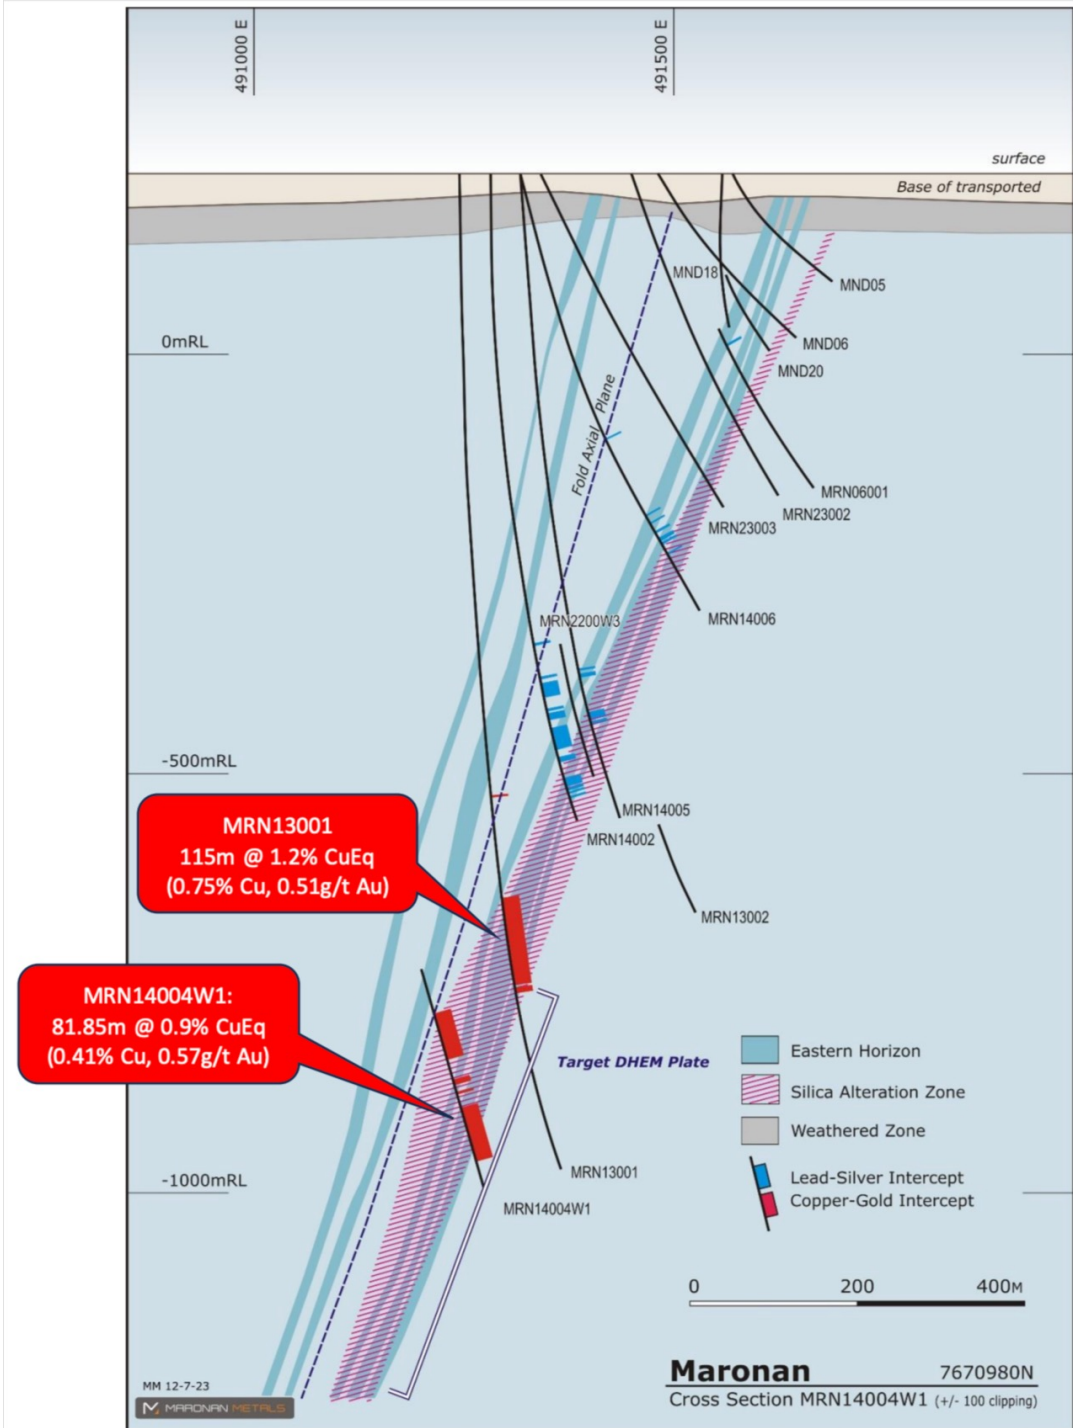 491000 E
491500 E
surface
Base of transported
MND18
MND05
0mRL
MND06
MND20
Fold Axial Plane
MRN06001
MRN23002
MRN23003
MRN14006
MRN2200W3
-500mRL
MRN14005
MRN14002
MRN13001
115m @ 1.2% CuEq
(0.75% Cu, 0.51g/t Au)
MRN13002
MRN14004W1:
81.85m @ 0.9% CuEq
(0.41% Cu, 0.57g/t Au)
Target DHEM Plate
Eastern Horizon
Silica Alteration Zone
Weathered Zone
Lead-Silver Intercept
Copper-Gold Intercept
-1000mRL
MRN13001
MRN14004W1
0 200 400M
Maronan 7670980N
Cross Section MRN14004W1 (+/- 100 clipping)
MM 12-7-23
MARONAN METALS